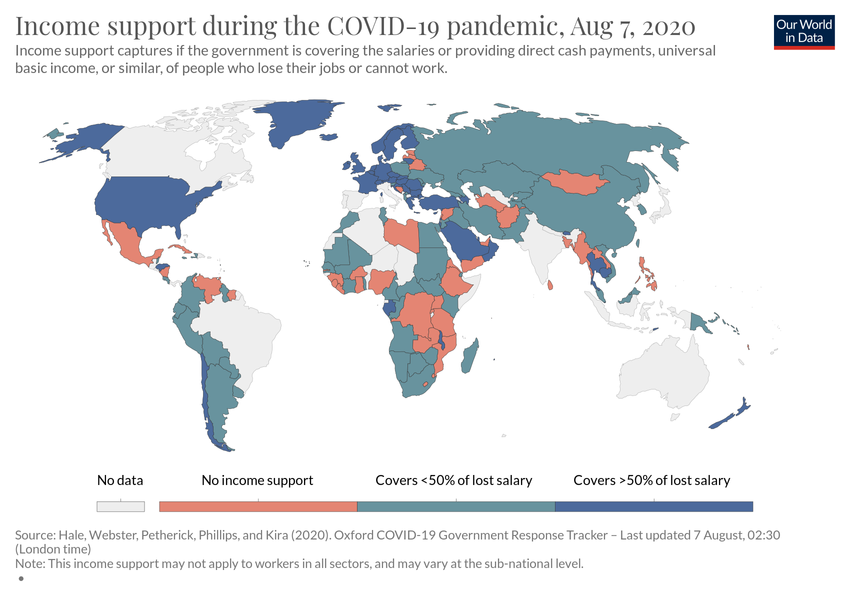 Income support during the COVID-19 pandemic, Aug 7, 2020
Our World
in Data
Income support captures if the government is covering the salaries or providing direct cash payments, universal
basic income, or similar, of people who lose their jobs or cannot work.
No data
No income support
Covers <50% of lost salary
Covers >50% of lost salary
Source: Hale, Webster, Petherick, Phillips, and Kira (2020). Oxford COVID-19 Government Response Tracker – Last updated 7 August, 02:30
(London time)
Note: This income support may not apply to workers in all sectors, and may vary at the sub-national level.
•